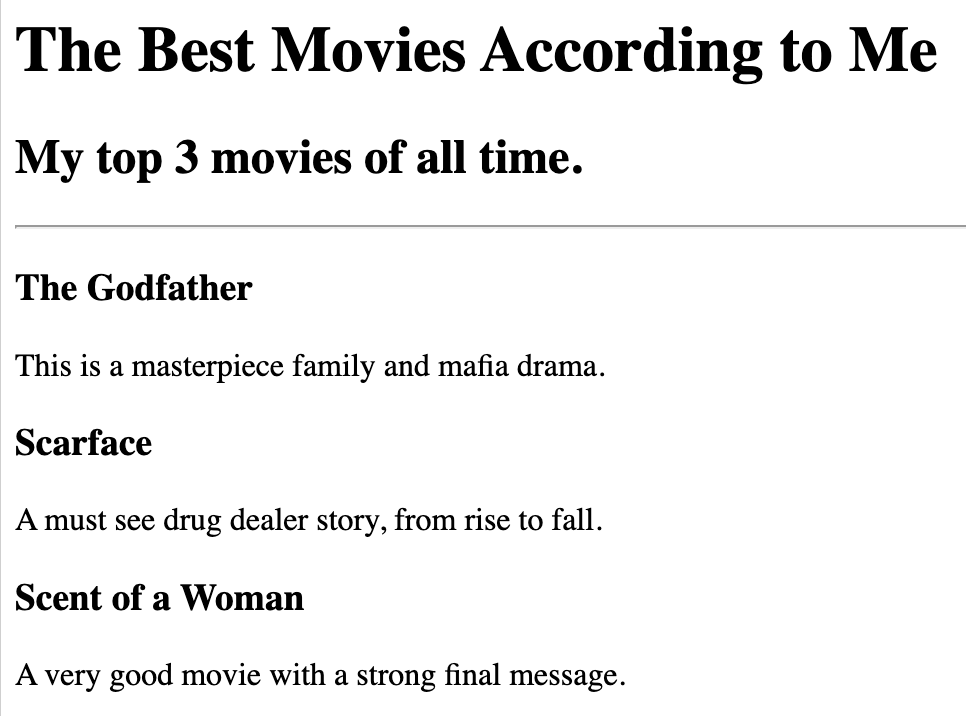 The Best Movies According to Me
My top 3 movies of all time.
The Godfather
This is a masterpiece family and mafia drama.
Scarface
A must see drug dealer story, from rise to fall.
Scent of a Woman
A very good movie with a strong final message.